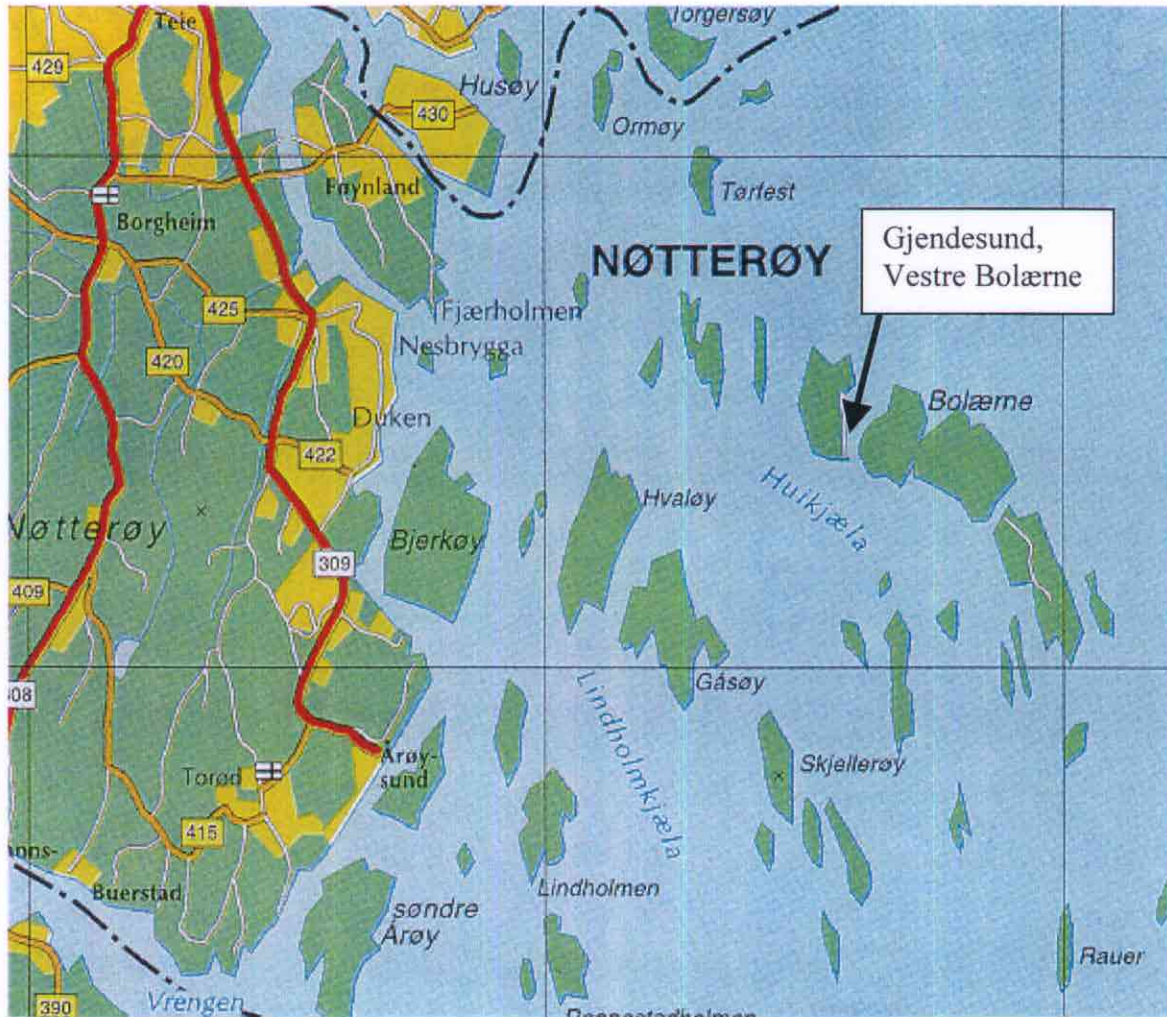 Teie
Torgersøy
429
Husøy
430
Ormøy
Føynland
Tørfest
Borgheim
NØTTERØY
Gjendesund,
Vestre Bolærne
425
Fjærholmen
Nesbrygga
420
Duken
Bolærne
422
Huikjæla
Hvaløy
Nøtterøy
Bjerkøy
309
409
Gåsøy
308
Lindholmkjæla
Årøy-
sund
Skjellerøy
Torød
415
Buerstad
Lindholmen
søndre
Årøy
Rauer
Vrengen
390